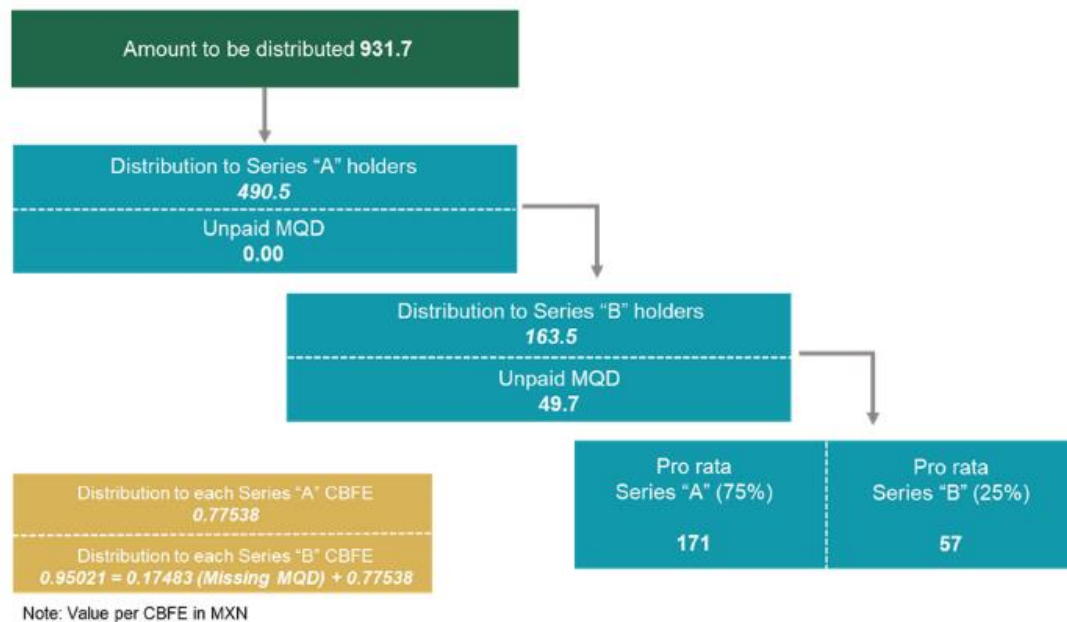 Amount to be distributed 931.7
Distribution to Series “A” holders
490.5
Unpaid MQD
0.00
Distribution to Series “B” holders
163.5
Unpaid MQD
49.7
Pro rata
Series “A” (75%)
171
Pro rata
Series “B” (25%)
57
Distribution to each Series “A” CBFE
0.77538
Distribution to each Series “B” CBFE
0.95021 = 0.17483 (Missing MQD) + 0.77538
Note: Value per CBFE in MXN